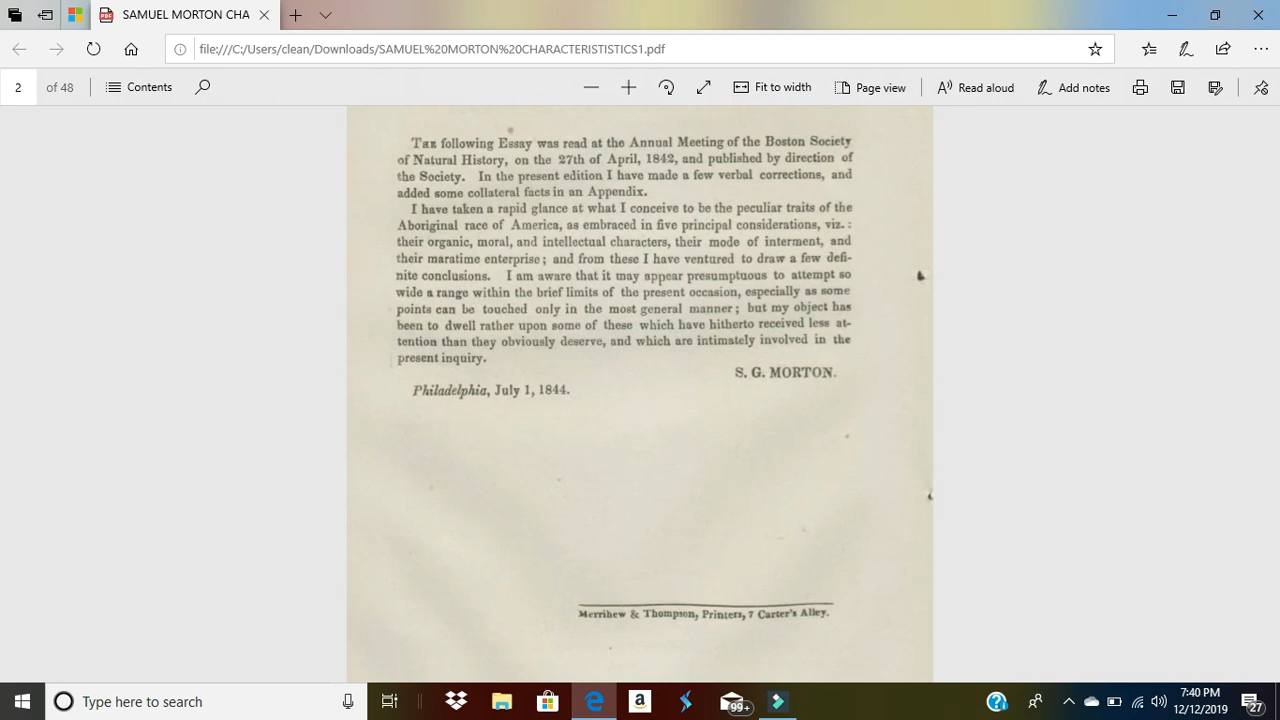 SAMUEL MORTON CHA
file:///C:/Users/clean/Downloads/SAMUEL%20MORTON%20CHARACTERISTISTICS1.pdf
2 of 48 Contents Fit to width Page view Read aloud Add notes
THE following Essay was read at the Annual Meeting of the Boston Society
of Natural History, on the 27th of April, 1842, and published by direction of
the Society. In the present edition I have made a few verbal corrections, and
added some collateral facts in an Appendix.
I have taken a rapid glance at what I conceive to be the peculiar traits of the
Aboriginal race of America, as embraced in five principal considerations, viz. :
their organic, moral, and intellectual characters, their mode of interment, and
their maratime enterprise ; and from these I have ventured to draw a few defi-
nite conclusions. I am aware that it may appear presumptuous to attempt so
wide a range within the brief limits of the present occasion, especially as some
points can be touched only in the most general manner ; but my object has
been to dwell rather upon some of these which have hitherto received less at-
tention than they obviously deserve, and which are intimately involved in the
present inquiry.
S. G. MORTON.
Philadelphia, July 1, 1844.
Merrihew & Thompson, Printers, 7 Carter's Alley.
Type here to search
99+
7:40 PM
12/12/2019
27